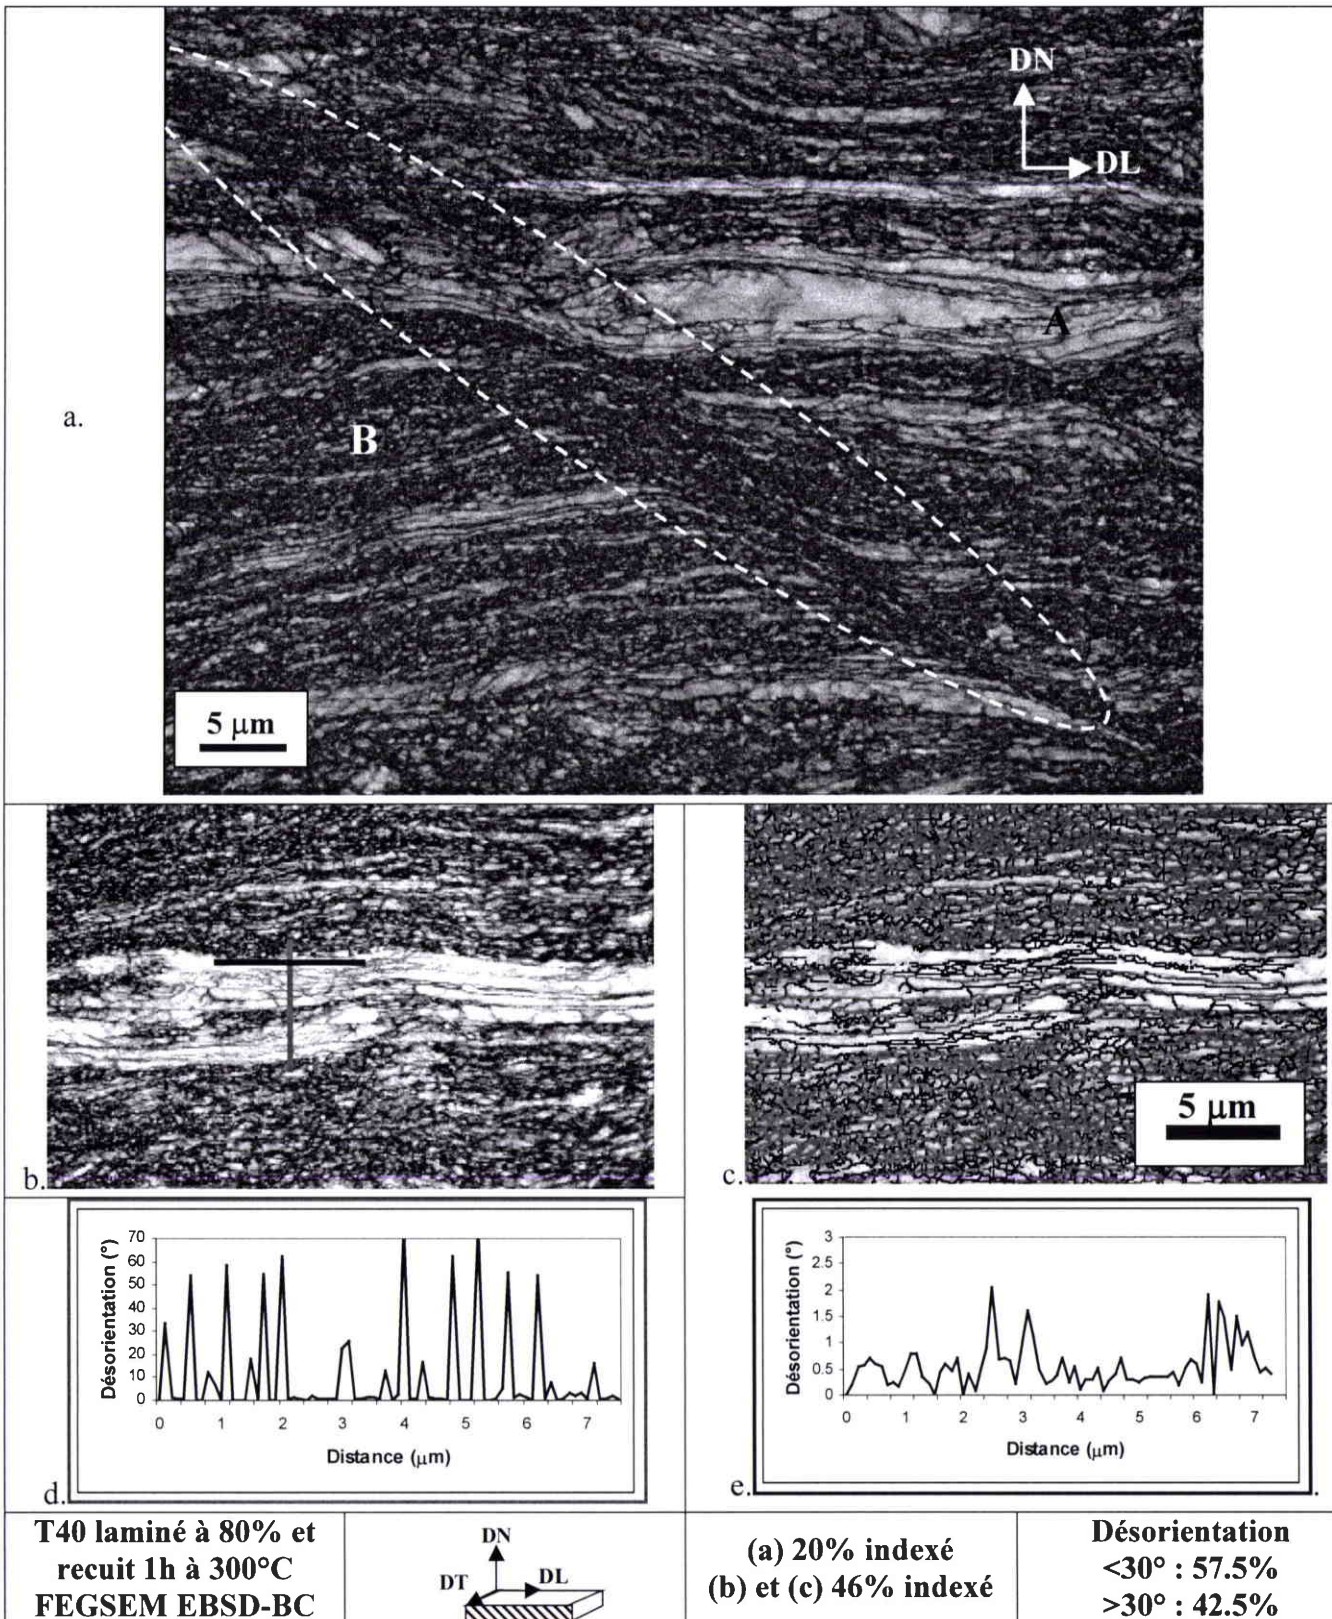 DN
DL
A
a.
B
5 µm
5 µm
b.
c.
70
60
50
40
30
20
10
0
Désorientation (°)
0 1 2 3 4 5 6 7
Distance (µm)
d.
3
2.5
2
1.5
1
0.5
0
Désorientation (°)
0 1 2 3 4 5 6 7
Distance (µm)
e.
T40 laminé à 80% et
recuit 1h à 300°C
FEGSEM EBSD-BC
DN
DT
DL
(a) 20% indexé
(b) et (c) 46% indexé
Désorientation
<30° : 57.5%
>30° : 42.5%